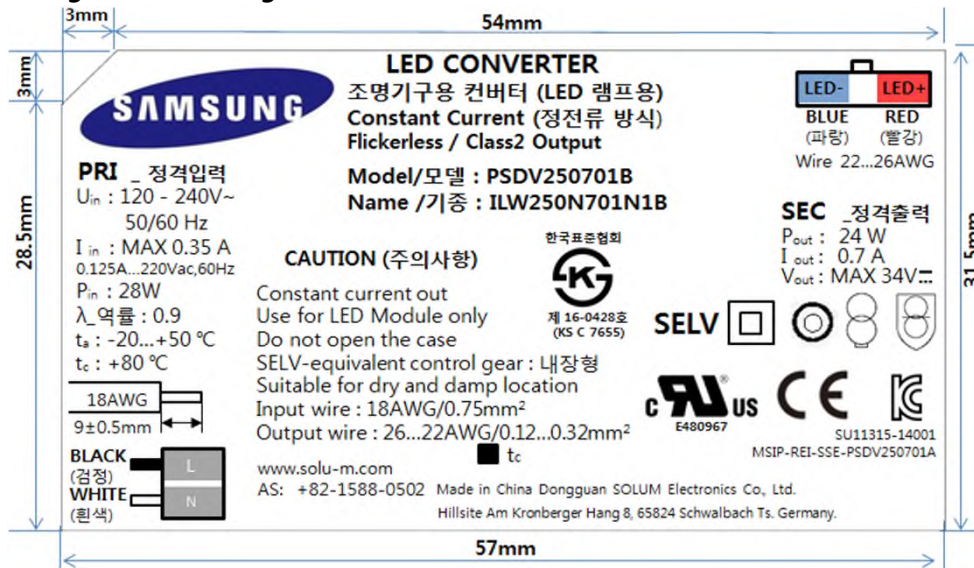 3mm
54mm
3mm
28.5mm
31.5mm
57mm
SAMSUNG
LED CONVERTER
조명기구용 컨버터 (LED 램프용)
Constant Current (정전류 방식)
Flickerless / Class2 Output
Model/모델 : PSDV250701B
Name /기종 : ILW250N701N1B
LED- LED+
BLUE RED
(파랑) (빨강)
Wire 22...26AWG
PRI _ 정격입력
Uin : 120 - 240V~
50/60 Hz
I in : MAX 0.35 A
0.125A...220Vac,60Hz
Pin : 28W
λ_역률 : 0.9
ta : -20...+50 ℃
tc : +80 ℃
18AWG
9±0.5mm
BLACK
(검정)
WHITE
(흰색)
L
N
CAUTION (주의사항)
Constant current out
Use for LED Module only
Do not open the case
SELV-equivalent control gear : 내장형
Suitable for dry and damp location
Input wire : 18AWG/0.75mm²
Output wire : 26...22AWG/0.12...0.32mm²
tc
한국표준협회
제 16-0428호
(KS C 7655)
SEC _정격출력
Pout : 24 W
I out : 0.7 A
Vout : MAX 34V
SELV
c RU US
®
E480967
CE
SU11315-14001
MSIP-REI-SSE-PSDV250701A
www.solu-m.com
AS: +82-1588-0502
Made in China Dongguan SOLUM Electronics Co., Ltd.
Hillsite Am Kronberger Hang 8, 65824 Schwalbach Ts. Germany.